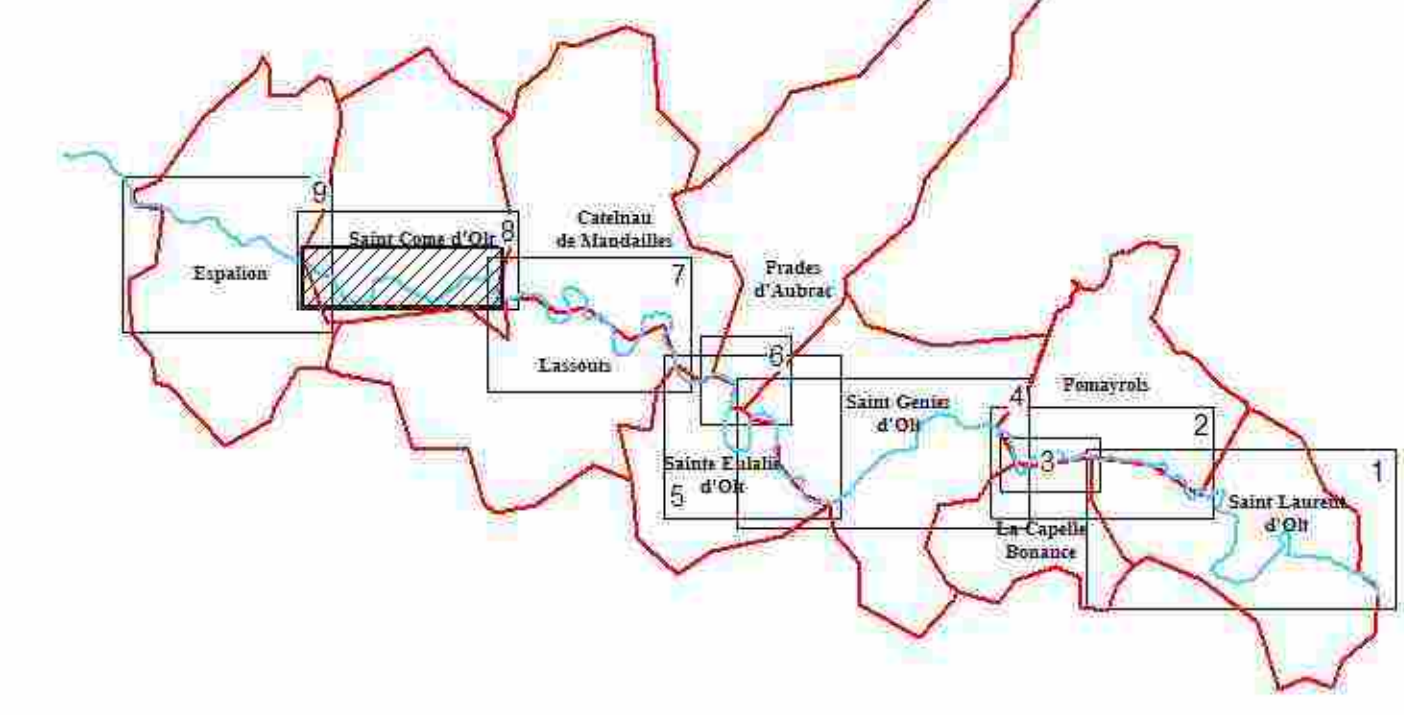 9
Saint Come d'Olt
8
Espalion
Catelnau
de Mandailles
7
Lassouts
Prades
d'Aubrac
6
Saint Genies
d'Olt
4
Pomayrols
2
3
Sainte Eulalie
d'Olt
5
1
Saint Laurent
d'Olt
La Capelle
Bonance